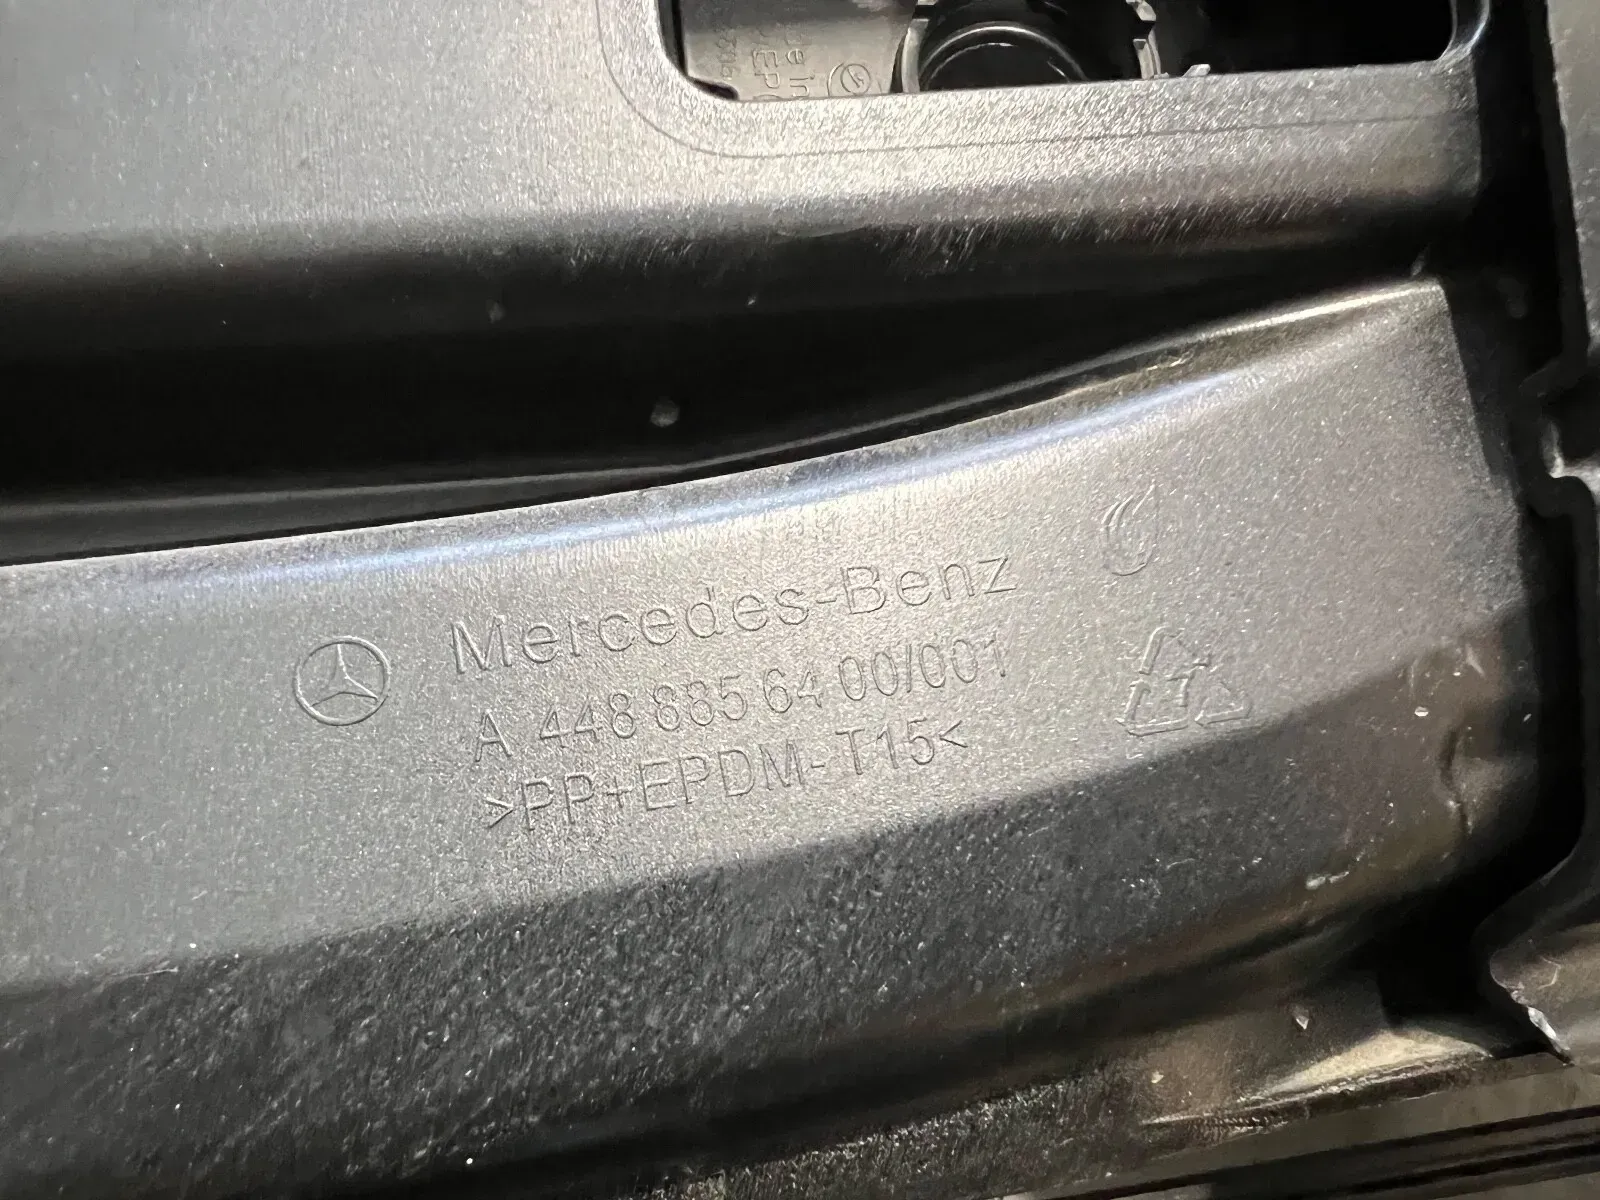 Mercedes-Benz
A 448 885 64 00/001
>PP+EPDM-T15<